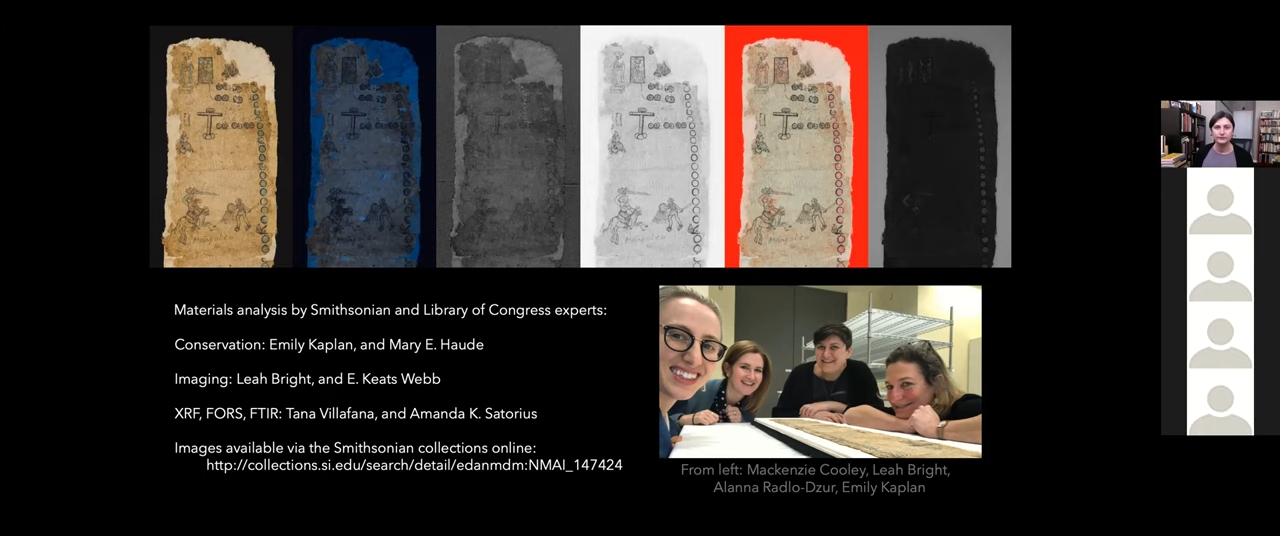 Materials analysis by Smithsonian and Library of Congress experts:
Conservation: Emily Kaplan, and Mary E. Haude
Imaging: Leah Bright, and E. Keats Webb
XRF, FORS, FTIR: Tana Villafana, and Amanda K. Satorius
Images available via the Smithsonian collections online:
http://collections.si.edu/search/detail/edanmdm:NMAI_147424
From left: Mackenzie Cooley, Leah Bright,
Alanna Radlo-Dzur, Emily Kaplan